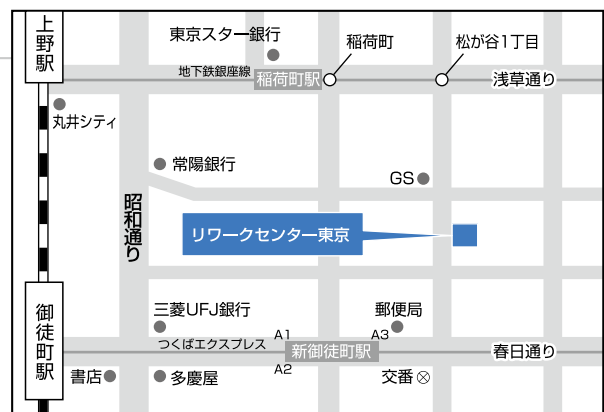 上野駅
東京スター銀行
稲荷町
松が谷1丁目
地下鉄銀座線
稲荷町駅
浅草通り
丸井シティ
常陽銀行
GS
昭和通り
リワークセンター東京
御徒町駅
三菱UFJ銀行
郵便局
つくばエクスプレス
A1
A3
新御徒町駅
春日通り
A2
書店
多慶屋
交番